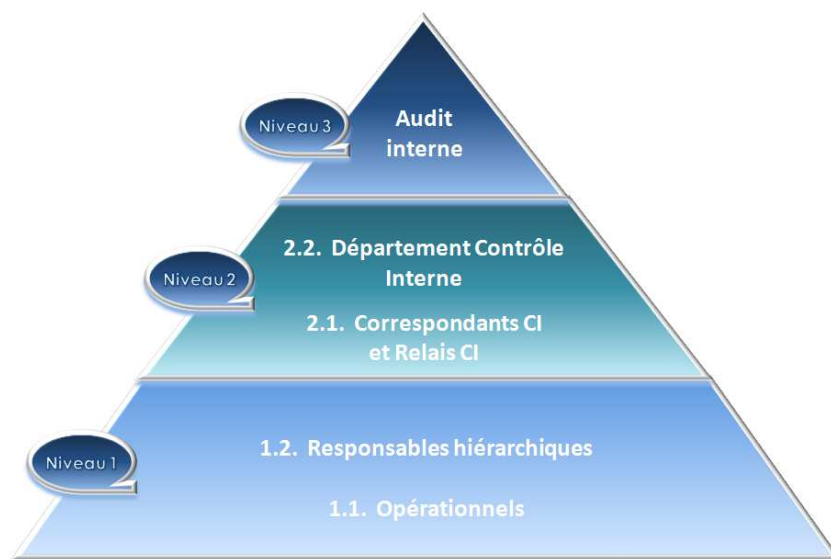 Niveau 3
Audit
interne
Niveau 2
2.2. Département Contrôle
Interne
2.1. Correspondants CI
et Relais CI
Niveau 1
1.2. Responsables hiérarchiques
1.1. Opérationnels